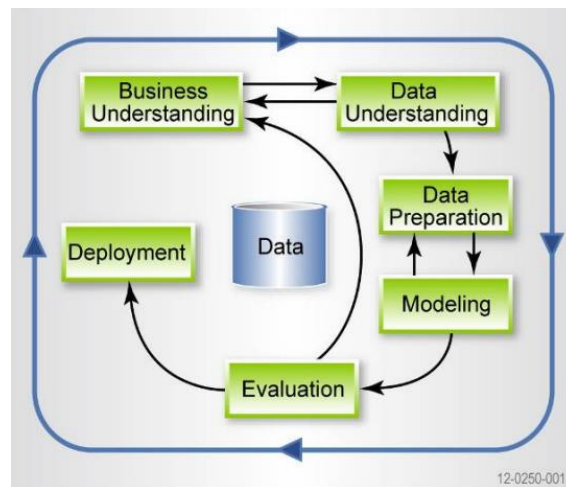 Business
Understanding
Data
Understanding
Data
Preparation
Deployment
Data
Modeling
Evaluation
12-0250-001